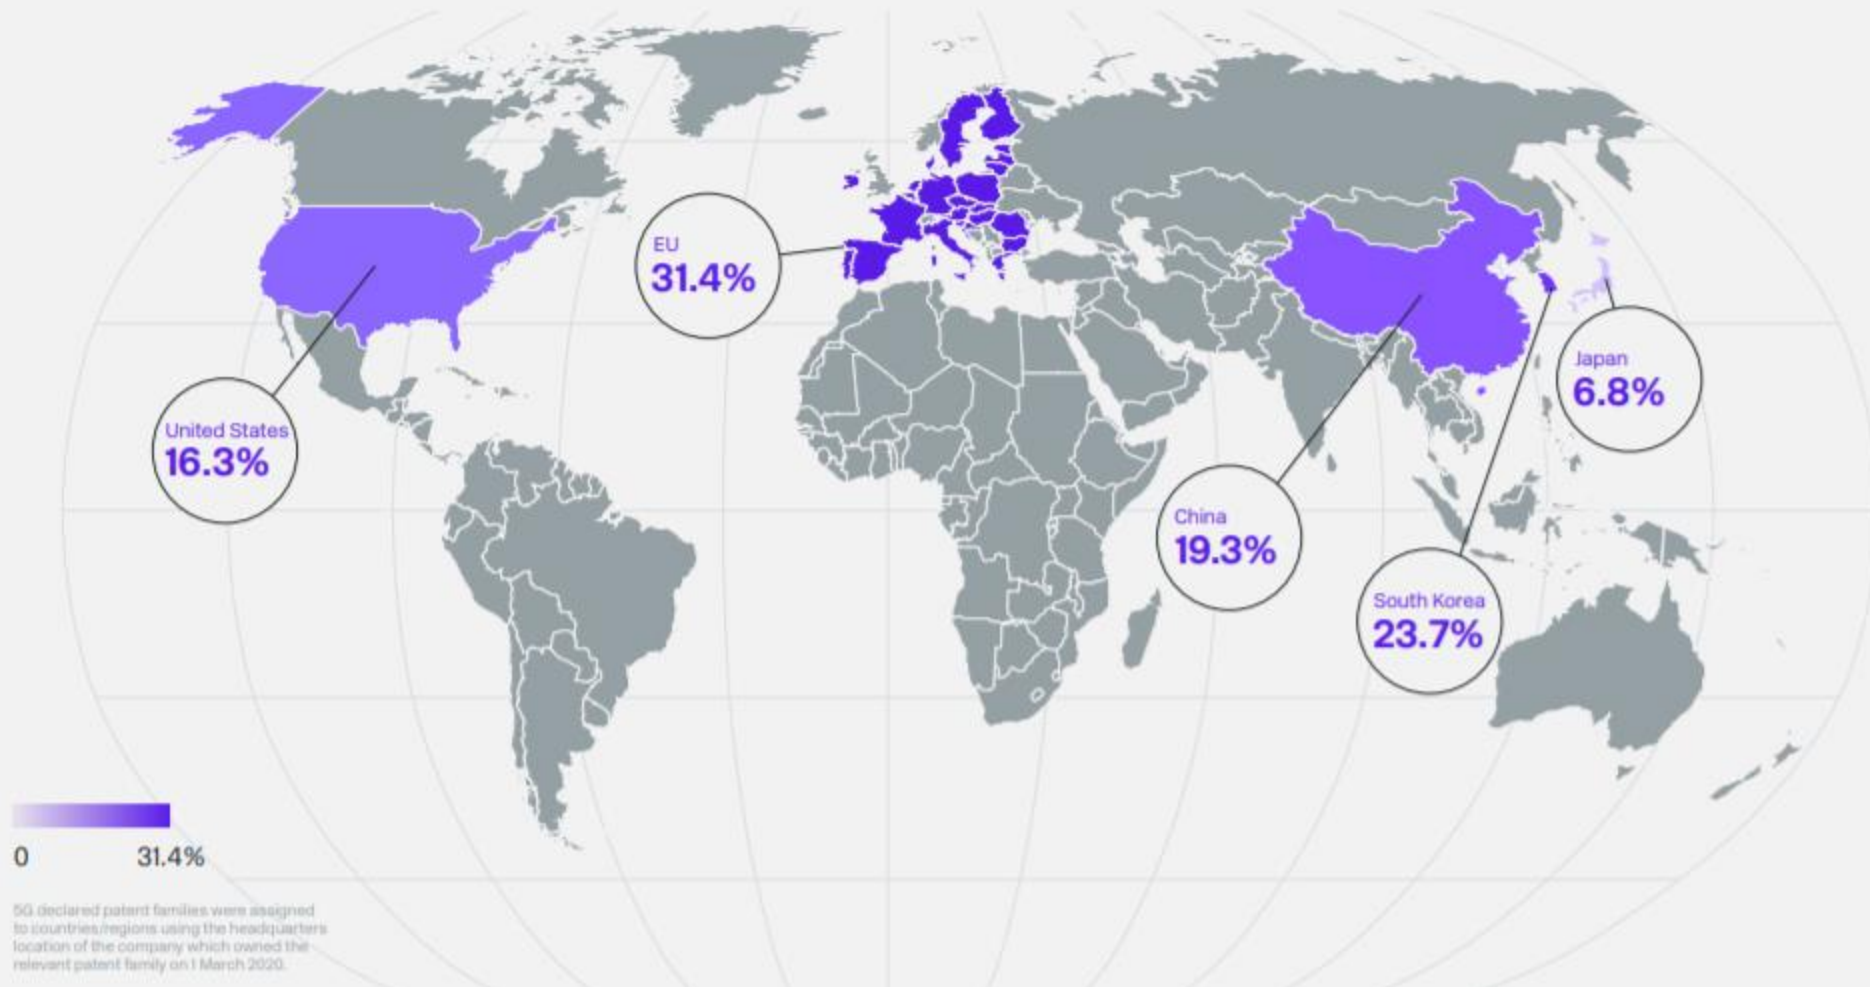 EU
31.4%
United States
16.3%
Japan
6.8%
China
19.3%
South Korea
23.7%
0
31.4%
5G declared patent families were assigned
to countries/regions using the headquarters
location of the company which owned the
relevant patent family on 1 March 2020.